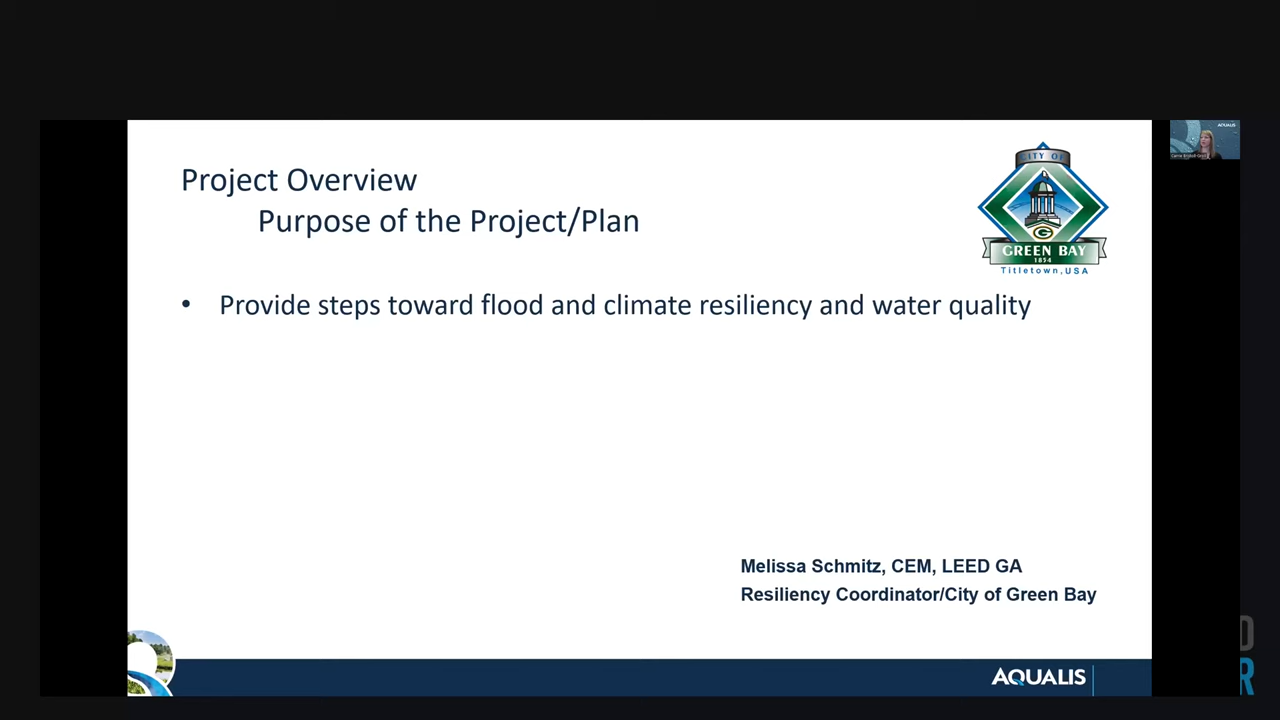 Project Overview
Purpose of the Project/Plan
CITY OF
GREEN BAY
1854
Titletown, USA
• Provide steps toward flood and climate resiliency and water quality
Melissa Schmitz, CEM, LEED GA
Resiliency Coordinator/City of Green Bay
AQUALIS
AQUALIS